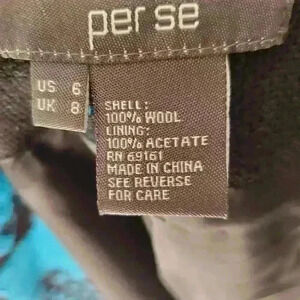 per se
US 6
UK 8
SHELL:
100% WOOL
LINING:
100% ACETATE
RN 69161
MADE IN CHINA
SEE REVERSE
FOR CARE